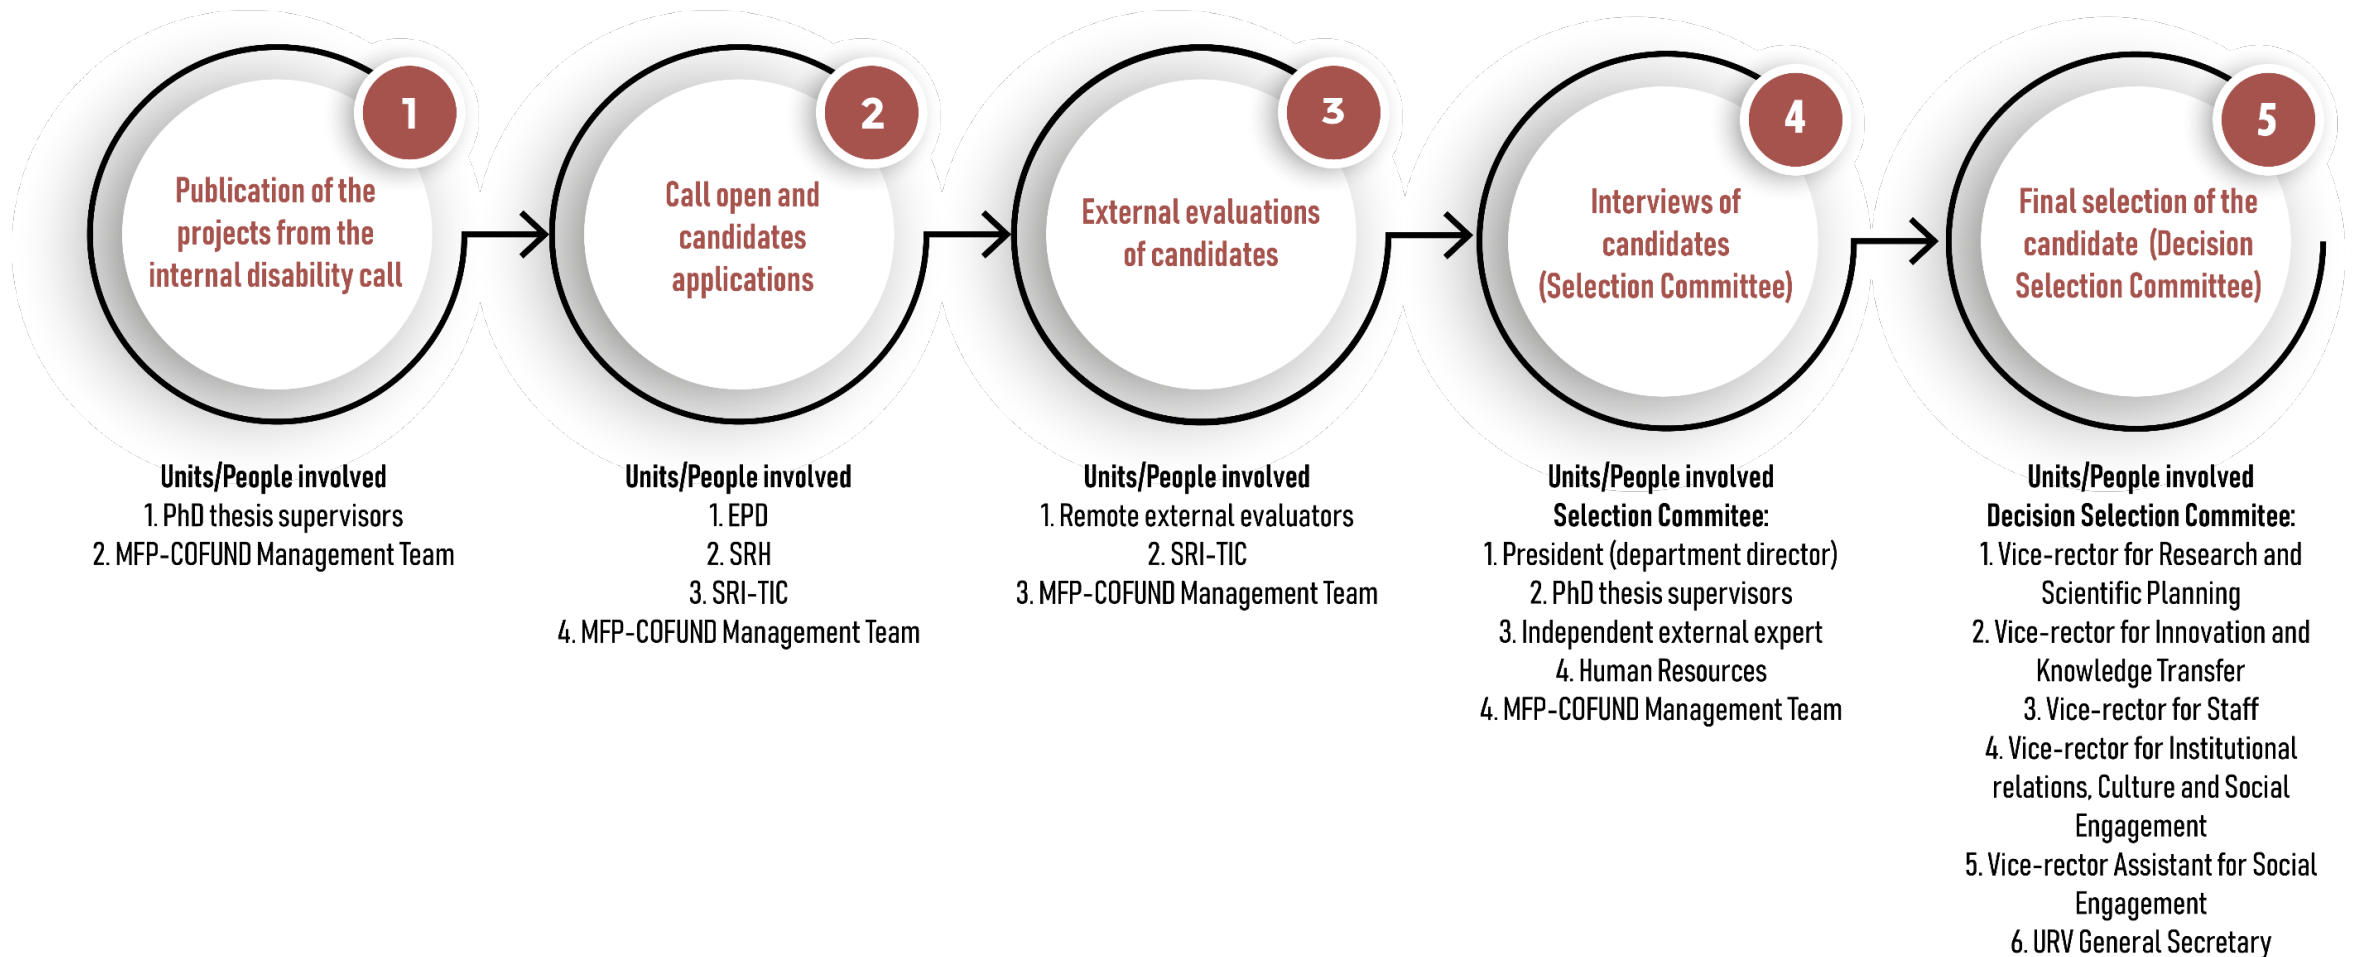 1
Publication of the
projects from the
internal disability call
Units/People involved
1. PhD thesis supervisors
2. MFP-COFUND Management Team
2
Call open and
candidates
applications
Units/People involved
1. EPD
2. SRH
3. SRI-TIC
4. MFP-COFUND Management Team
3
External evaluations
of candidates
Units/People involved
1. Remote external evaluators
2. SRI-TIC
3. MFP-COFUND Management Team
4
Interviews of
candidates
(Selection Committee)
Units/People involved
Selection Commitee:
1. President (department director)
2. PhD thesis supervisors
3. Independent external expert
4. Human Resources
4. MFP-COFUND Management Team
5
Final selection of the
candidate (Decision
Selection Committee)
Units/People involved
Decision Selection Commitee:
1. Vice-rector for Research and
Scientific Planning
2. Vice-rector for Innovation and
Knowledge Transfer
3. Vice-rector for Staff
4. Vice-rector for Institutional
relations, Culture and Social
Engagement
5. Vice-rector Assistant for Social
Engagement
6. URV General Secretary